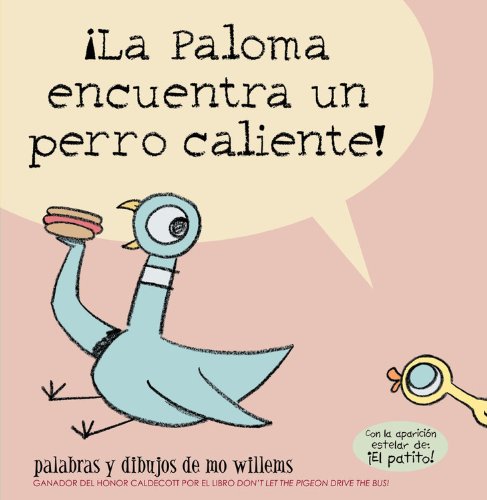 ¡La Paloma
encuentra un
perro caliente!
Con la aparición
estelar de:
¡El patito!
palabras y dibujos de mo willems
GANADOR DEL HONOR CALDECOTT POR EL LIBRO DON'T LET THE PIGEON DRIVE THE BUS!